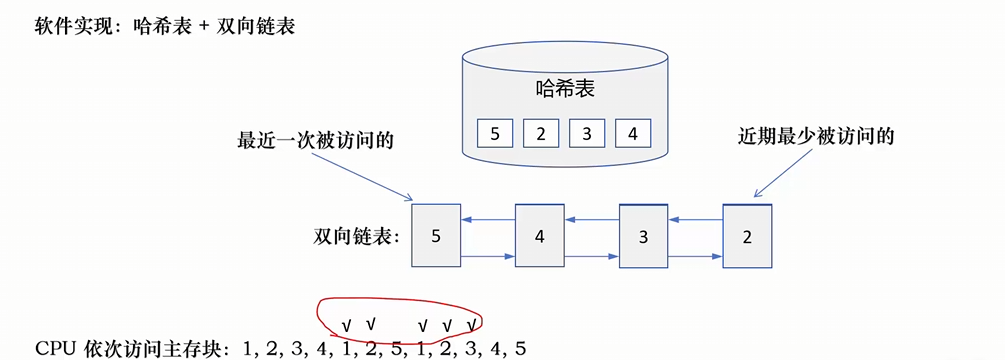 软件实现：哈希表 + 双向链表
哈希表
5 2 3 4
最近一次被访问的
近期最少被访问的
双向链表：
5 4 3 2
√ √ √ √ √
CPU 依次访问主存块：1, 2, 3, 4, 1, 2, 5, 1, 2, 3, 4, 5